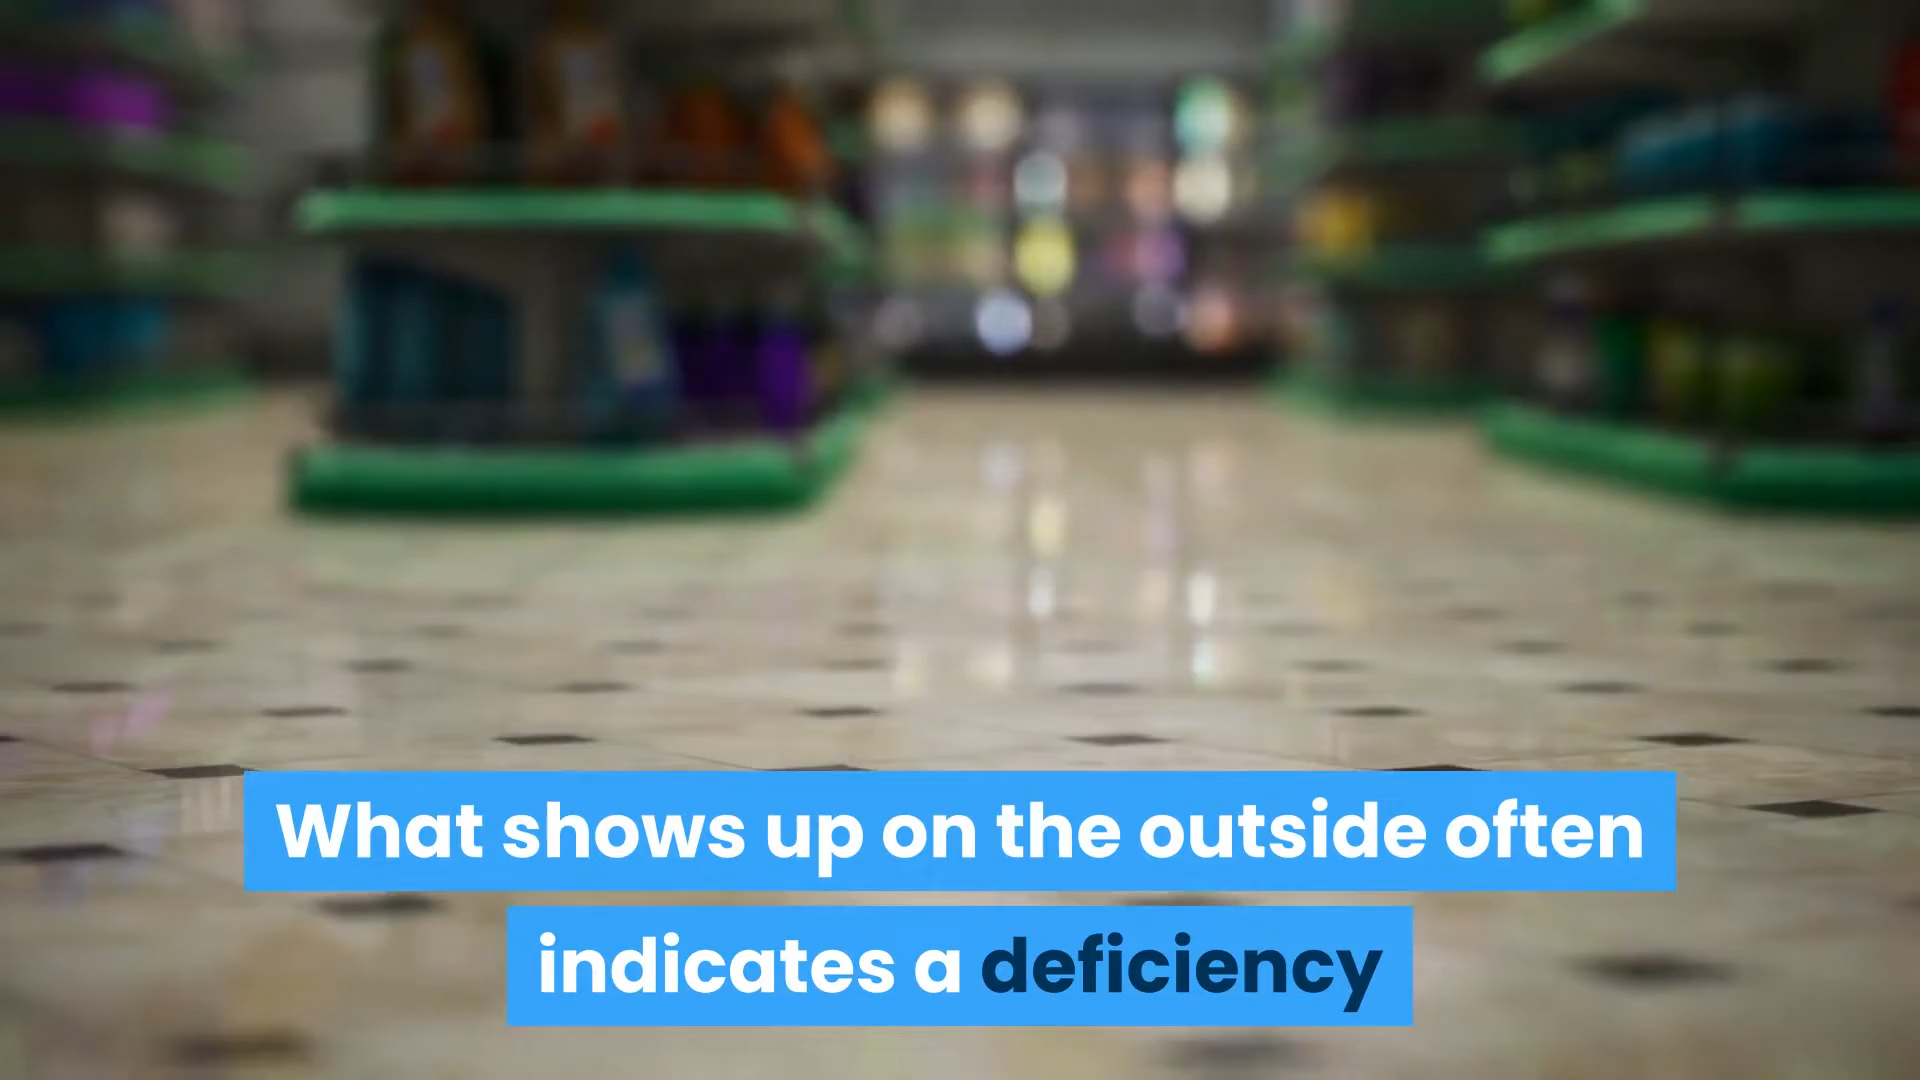 What shows up on the outside often
indicates a deficiency